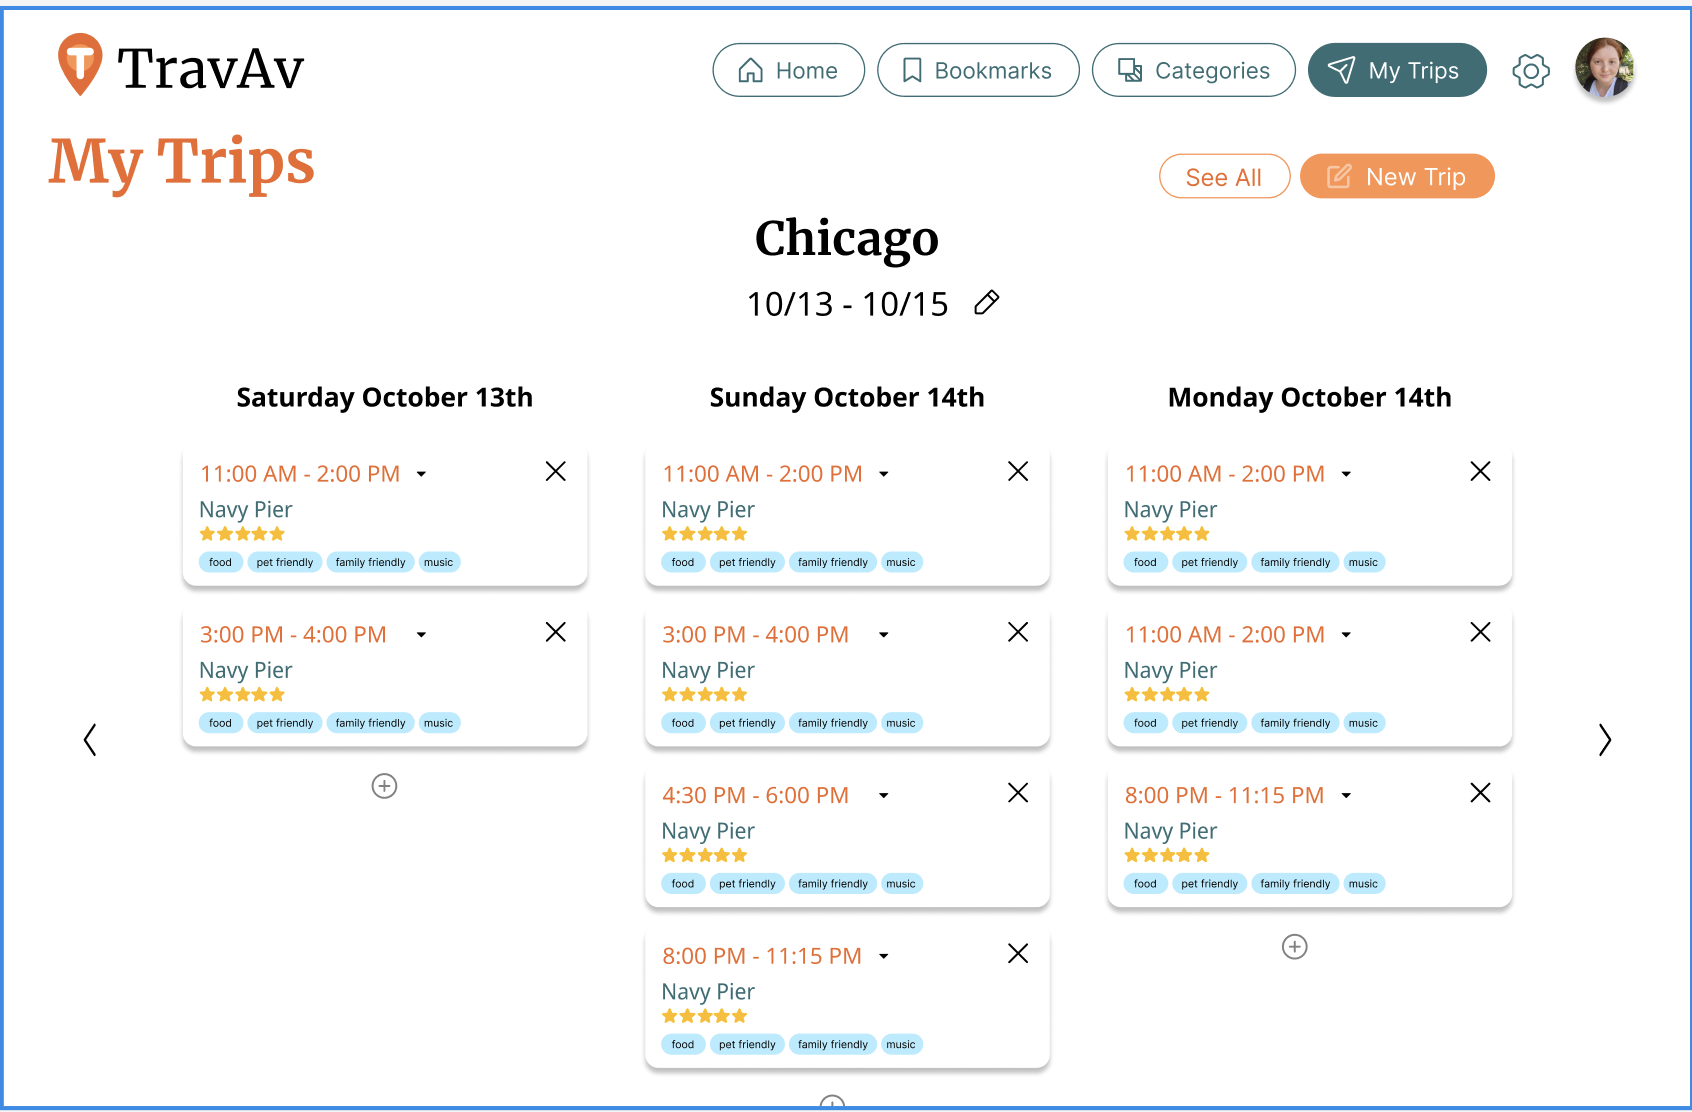 TravAv
Home
Bookmarks
Categories
My Trips
My Trips
See All
New Trip
Chicago
10/13 - 10/15
Saturday October 13th
11:00 AM - 2:00 PM
Navy Pier
food pet friendly family friendly music
3:00 PM - 4:00 PM
Navy Pier
food pet friendly family friendly music
Sunday October 14th
11:00 AM - 2:00 PM
Navy Pier
food pet friendly family friendly music
3:00 PM - 4:00 PM
Navy Pier
food pet friendly family friendly music
4:30 PM - 6:00 PM
Navy Pier
food pet friendly family friendly music
8:00 PM - 11:15 PM
Navy Pier
food pet friendly family friendly music
Monday October 14th
11:00 AM - 2:00 PM
Navy Pier
food pet friendly family friendly music
11:00 AM - 2:00 PM
Navy Pier
food pet friendly family friendly music
8:00 PM - 11:15 PM
Navy Pier
food pet friendly family friendly music